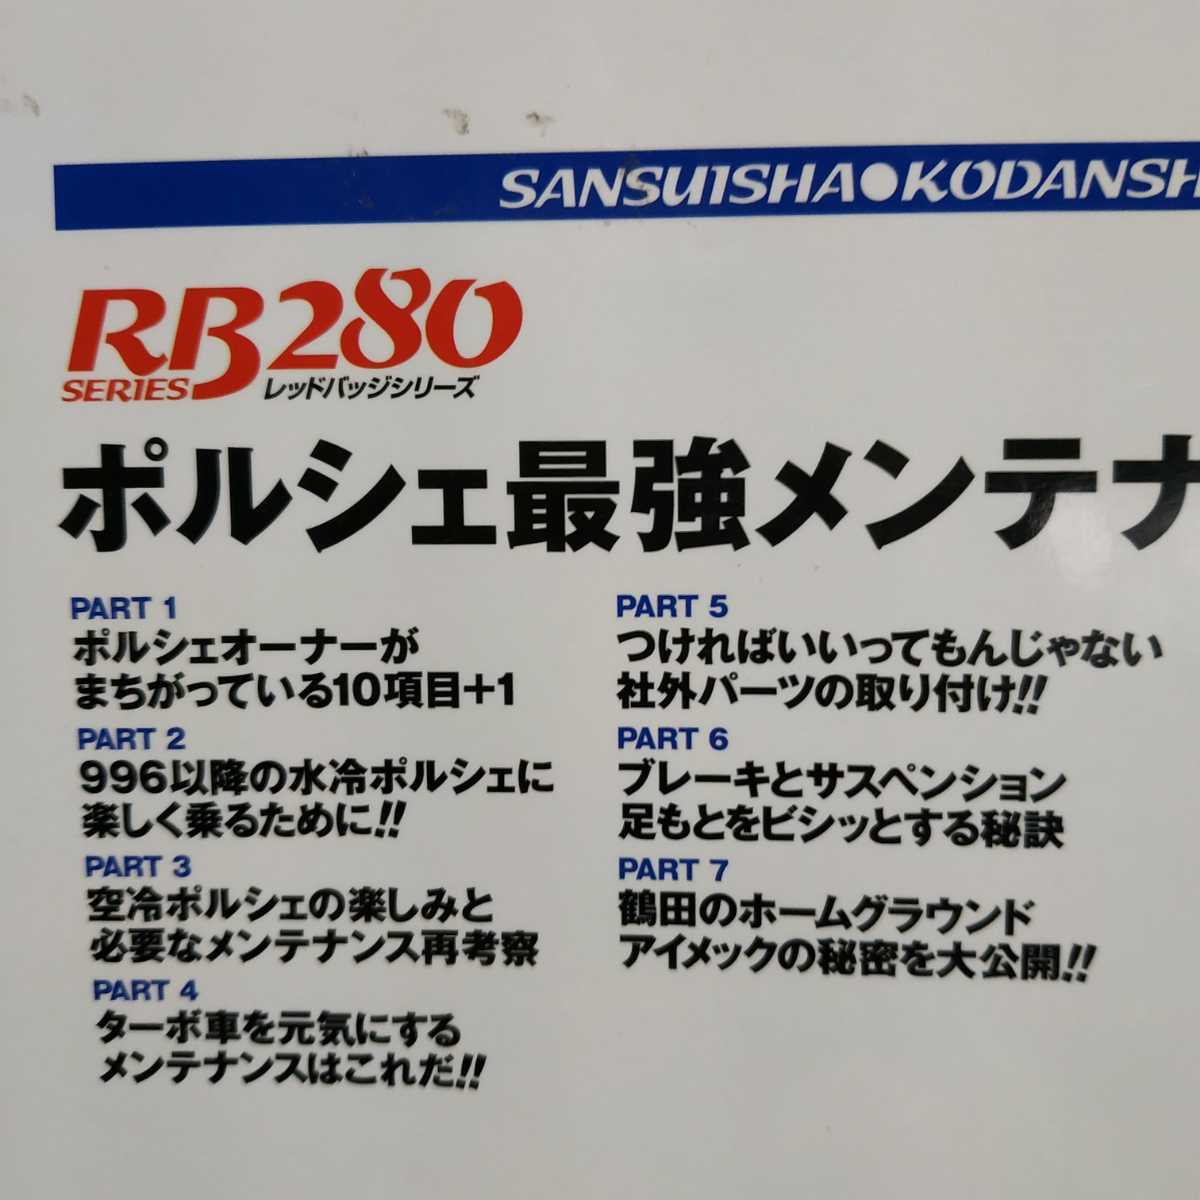 SANSUISHA●KODANSH
RB280
SERIES レッドバッジシリーズ
ポルシェ最強メンテナ
PART 1
ポルシェオーナーが
まちがっている10項目+1
PART 2
996以降の水冷ポルシェに
楽しく乗るために!!
PART 3
空冷ポルシェの楽しみと
必要なメンテナンス再考察
PART 4
ターボ車を元気にする
メンテナンスはこれだ!!
PART 5
つければいいってもんじゃない
社外パーツの取り付け!!
PART 6
ブレーキとサスペンション
足もとをビシッとする秘訣
PART 7
鶴田のホームグラウンド
アイメックの秘密を大公開!!